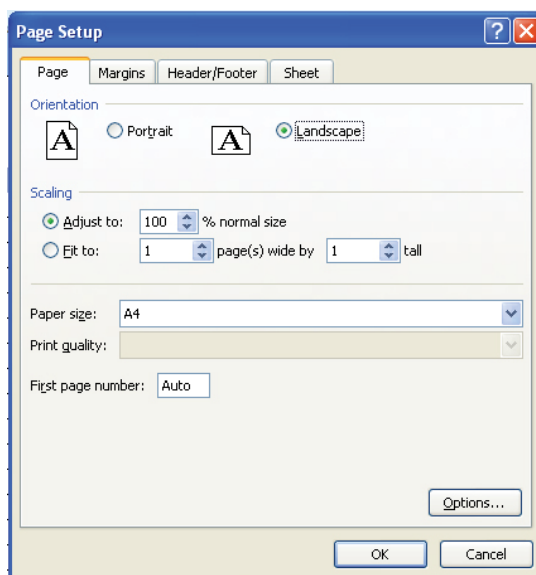 Page Setup
Page Margins Header/Footer Sheet
Orientation
A Portrait A Landscape
Scaling
Adjust to: 100 % normal size
Fit to: 1 page(s) wide by 1 tall
Paper size: A4
Print quality:
First page number: Auto
Options...
OK Cancel